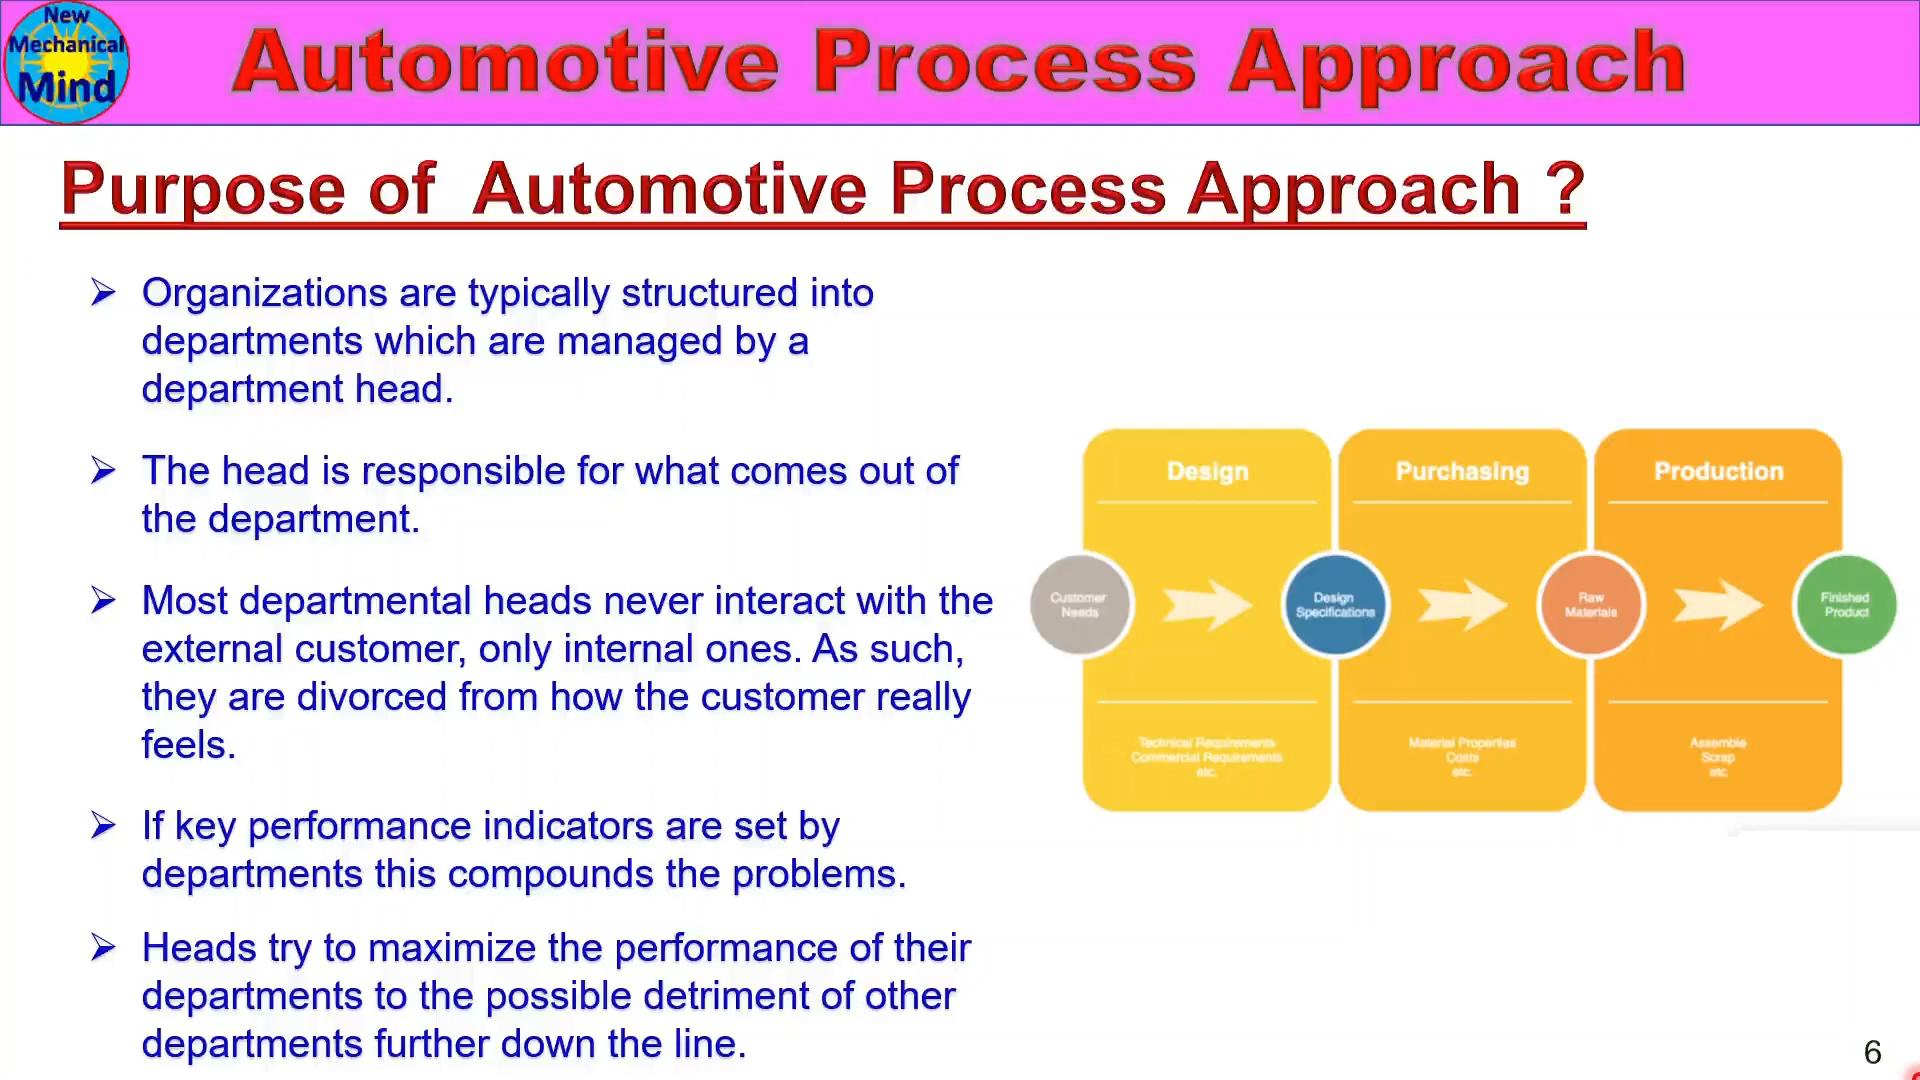 New
Mechanical
Mind
Automotive Process Approach
Purpose of Automotive Process Approach ?
➢ Organizations are typically structured into
departments which are managed by a
department head.
➢ The head is responsible for what comes out of
the department.
➢ Most departmental heads never interact with the
external customer, only internal ones. As such,
they are divorced from how the customer really
feels.
➢ If key performance indicators are set by
departments this compounds the problems.
➢ Heads try to maximize the performance of their
departments to the possible detriment of other
departments further down the line.
Design
Customer
Needs
Technical Requirements
Commercial Requirements
etc.
Purchasing
Design
Specifications
Material Properties
Costs
etc.
Production
Raw
Materials
Assemble
Scrap
etc
Finished
Product
6